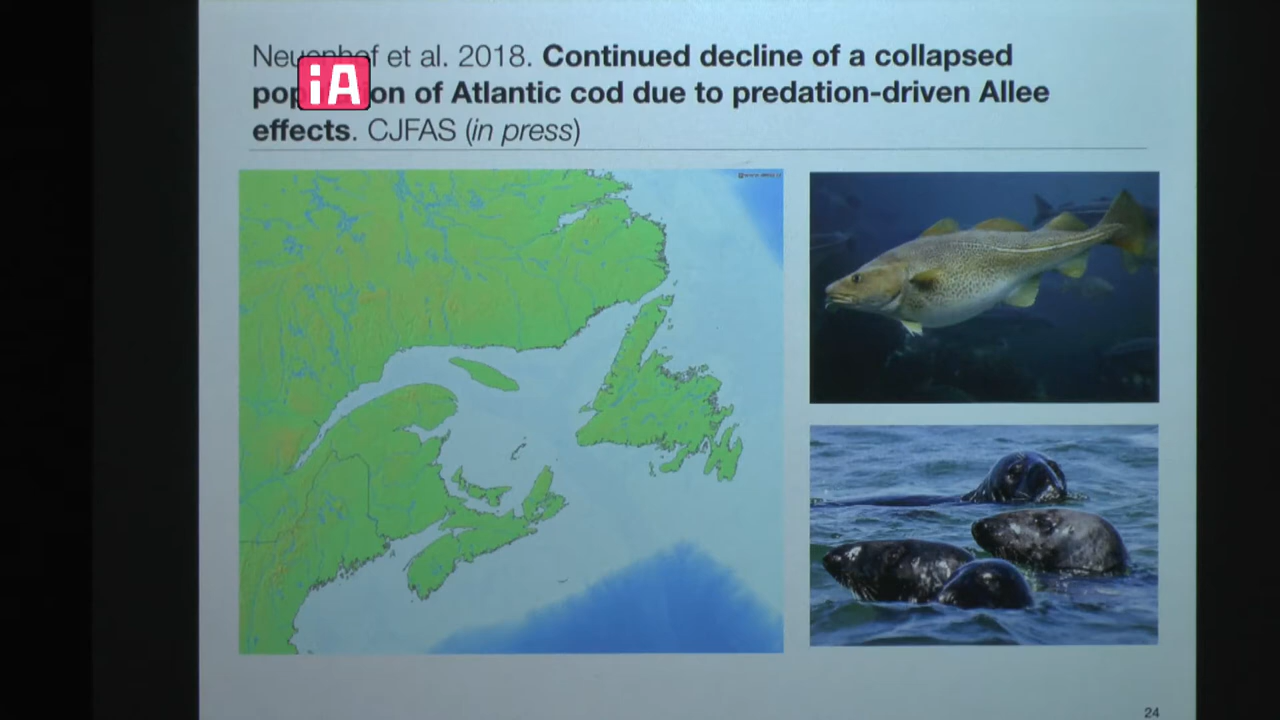 et al. 2018. Continued decline of a collapsed
iA
of Atlantic cod due to predation-driven Allee
effects. CJFAS (in press)
24